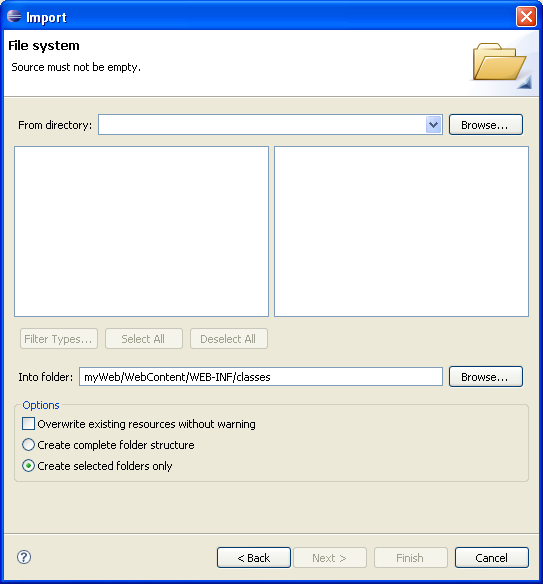 Import
File system
Source must not be empty.
From directory:
Browse...
Filter Types...
Select All
Deselect All
Into folder:
myWeb/WebContent/WEB-INF/classes
Browse...
Options
Overwrite existing resources without warning
Create complete folder structure
Create selected folders only
?
< Back
Next >
Finish
Cancel